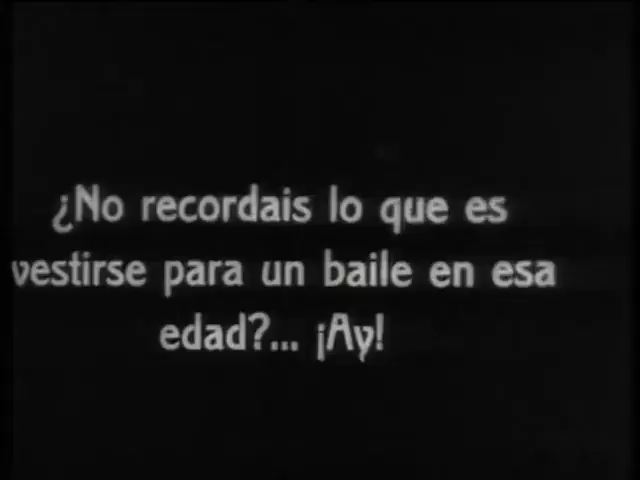 ¿No recordais lo que es
vestirse para un baile en esa
edad?... ¡Ay!